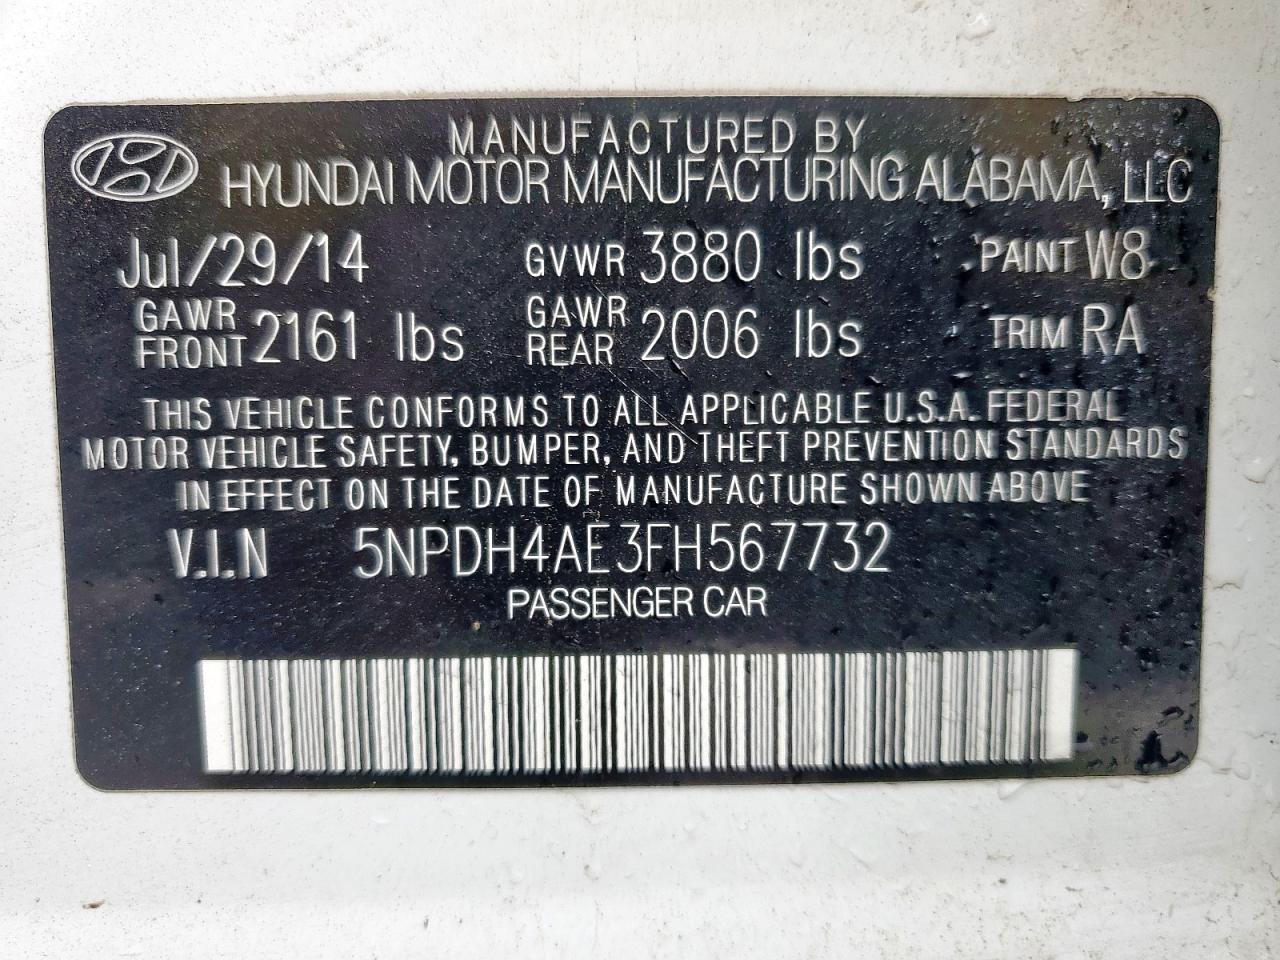 MANUFACTURED BY
HYUNDAI MOTOR MANUFACTURING ALABAMA, LLC
Jul/29/14 GVWR 3880 lbs PAINT W8
GAWR FRONT 2161 lbs GAWR REAR 2006 lbs TRIM RA
THIS VEHICLE CONFORMS TO ALL APPLICABLE U.S.A. FEDERAL
MOTOR VEHICLE SAFETY, BUMPER, AND THEFT PREVENTION STANDARDS
IN EFFECT ON THE DATE OF MANUFACTURE SHOWN ABOVE
V.I.N 5NPDH4AE3FH567732
PASSENGER CAR